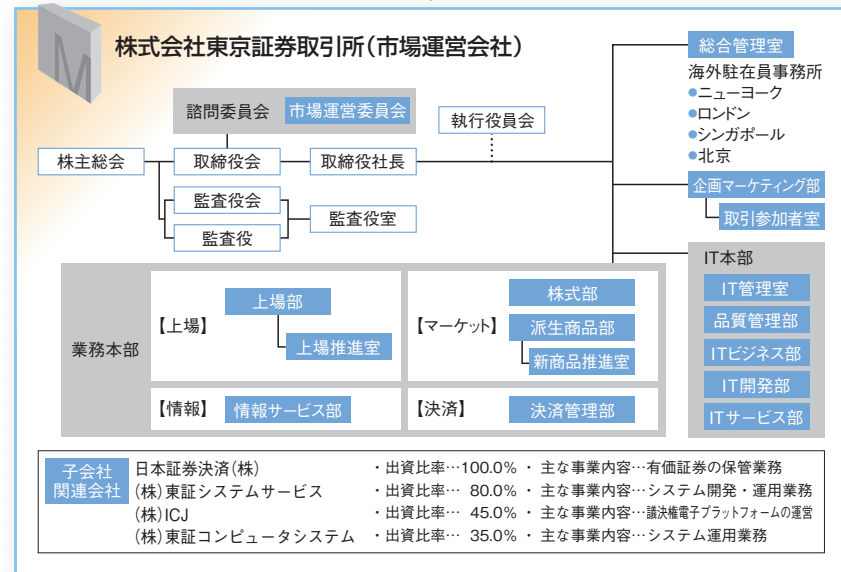 M
株式会社東京証券取引所(市場運営会社)
諮問委員会 市場運営委員会
執行役員会
株主総会 取締役会 取締役社長
監査役会
監査役
監査役室
総合管理室
海外駐在員事務所
●ニューヨーク
●ロンドン
●シンガポール
●北京
企画マーケティング部
取引参加者室
業務本部
【上場】
上場部
上場推進室
【マーケット】
株式部
派生商品部
新商品推進室
【情報】 情報サービス部
【決済】 決済管理部
IT本部
IT管理室
品質管理部
ITビジネス部
IT開発部
ITサービス部
子会社
関連会社
日本証券決済(株) ・出資比率…100.0% ・主な事業内容…有価証券の保管業務
(株)東証システムサービス ・出資比率… 80.0% ・主な事業内容…システム開発・運用業務
(株)ICJ ・出資比率… 45.0% ・主な事業内容…議決権電子プラットフォームの運営
(株)東証コンピュータシステム ・出資比率… 35.0% ・主な事業内容…システム運用業務